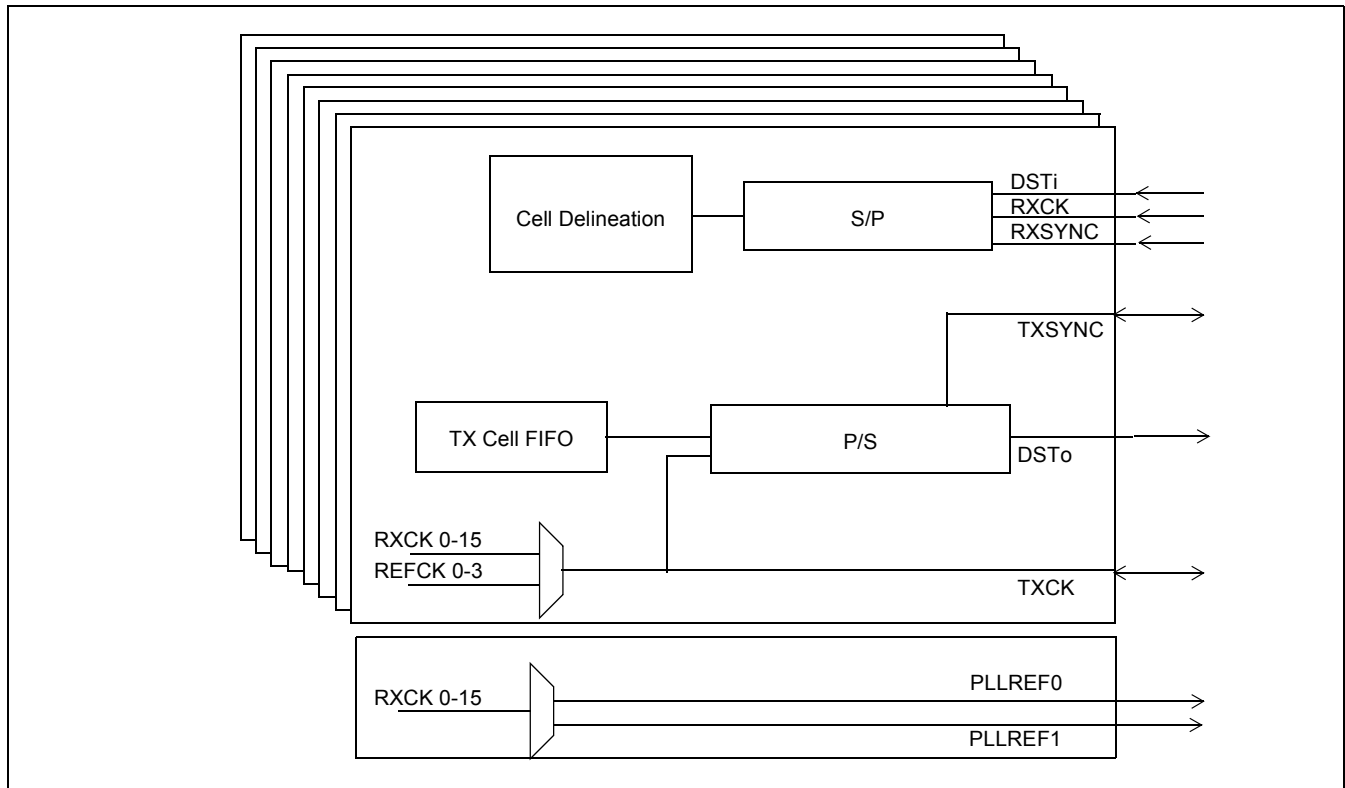 DSTi
Cell Delineation
S/P
RXCK
RXSYNC
TXSYNC
TX Cell FIFO
P/S
DSTo
RXCK 0-15
REFCK 0-3
TXCK
PLLREF0
RXCK 0-15
PLLREF1